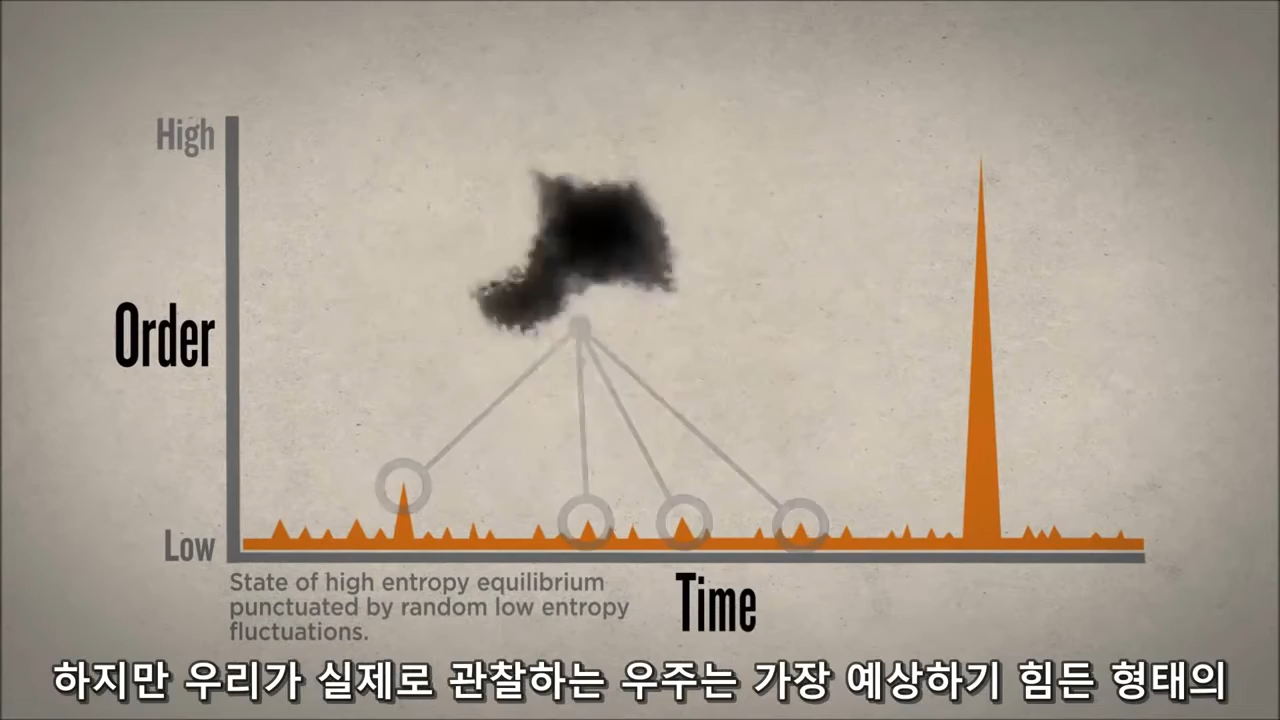 High
Order
Low
State of high entropy equilibrium
punctuated by random low entropy
fluctuations.
Time
하지만 우리가 실제로 관찰하는 우주는 가장 예상하기 힘든 형태의